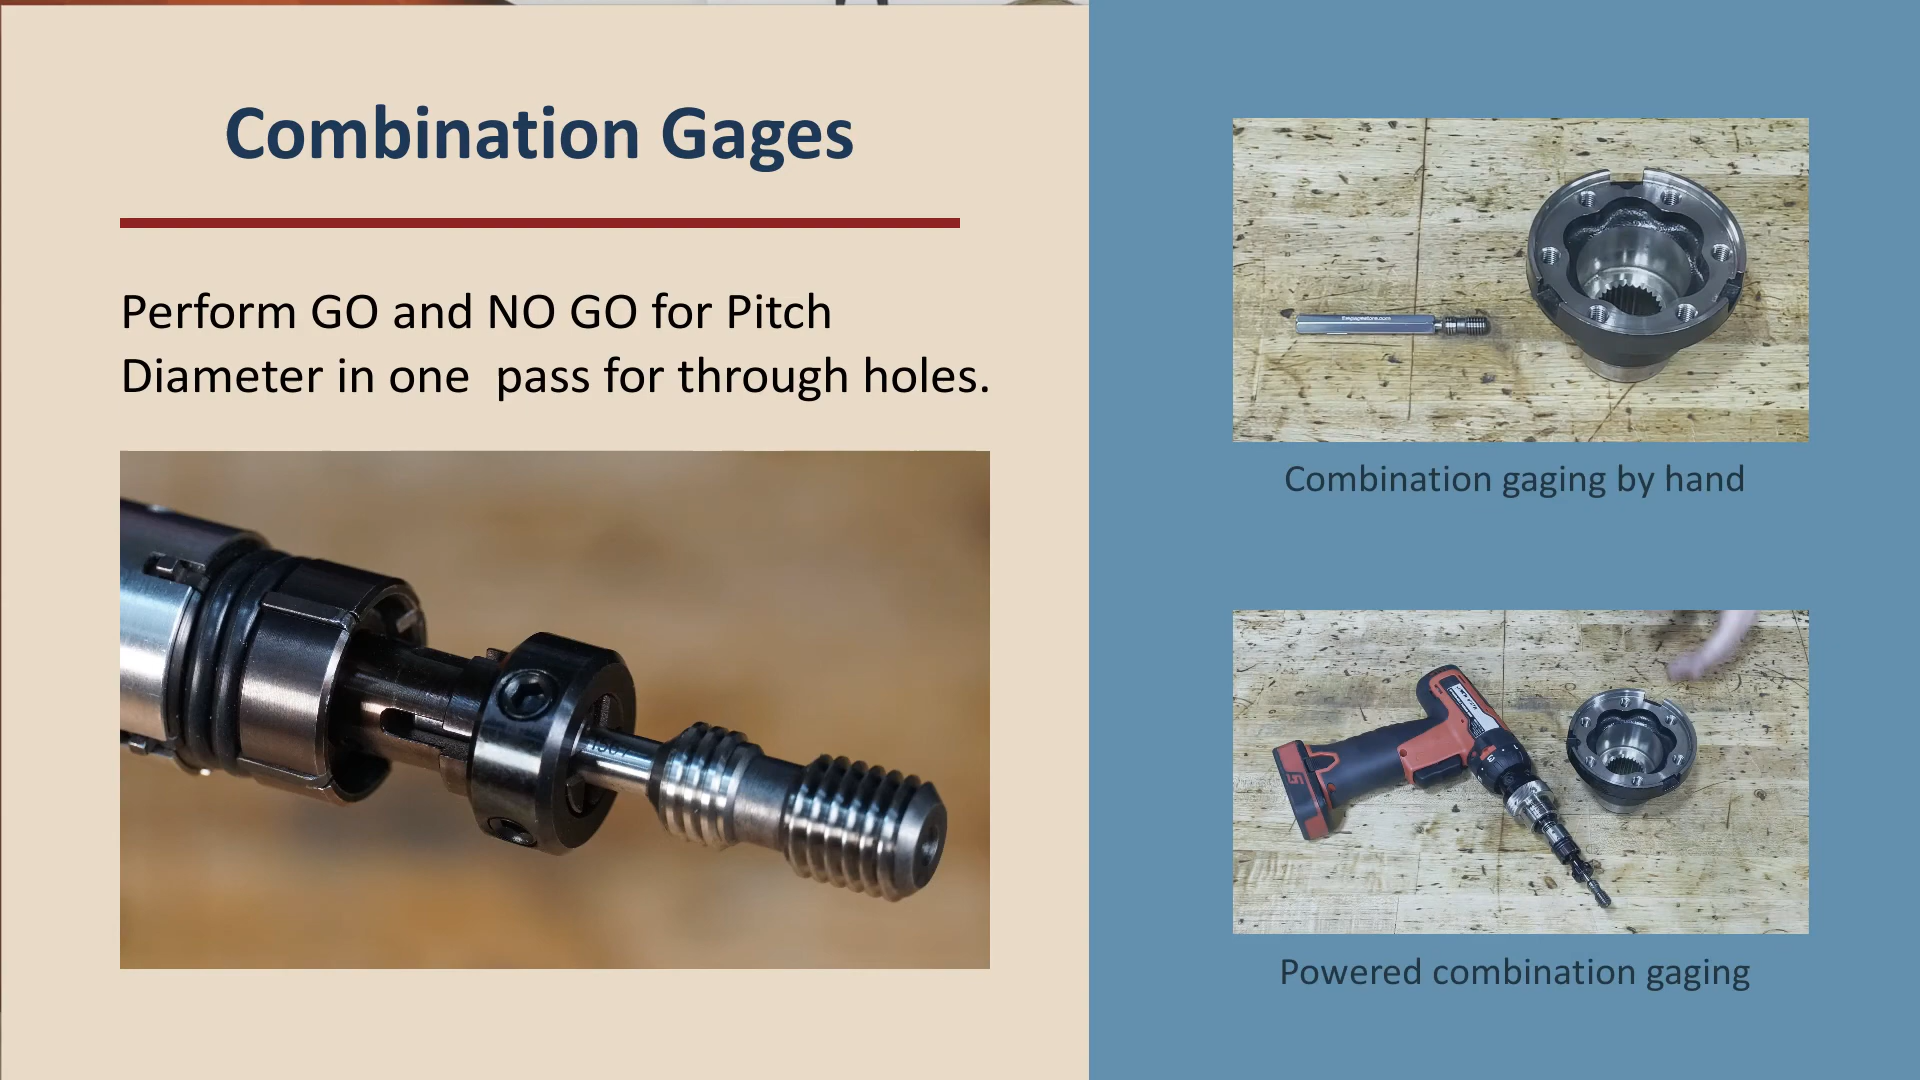 Combination Gages
Perform GO and NO GO for Pitch
Diameter in one  pass for through holes.
Combination gaging by hand
Powered combination gaging